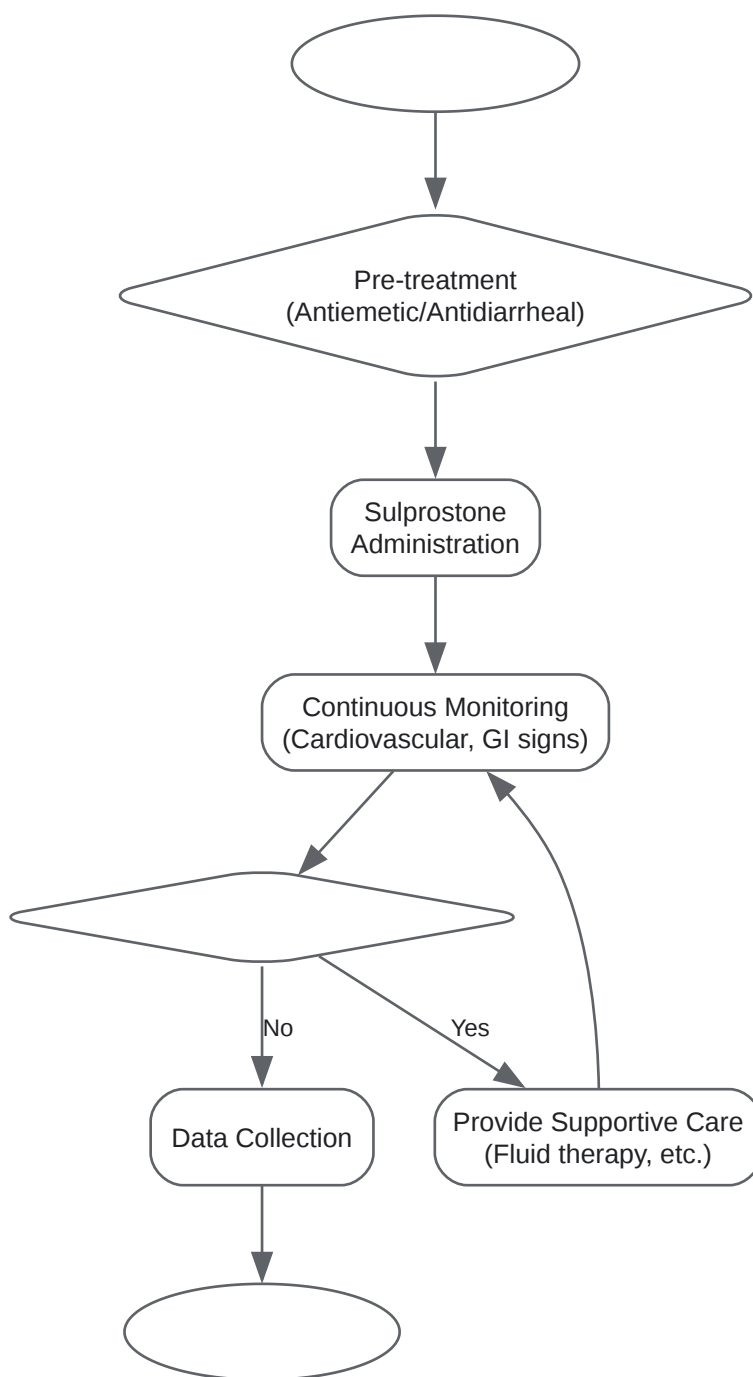 Pre-treatment
(Antiemetic/Antidiarrheal)
Sulprostone
Administration
Continuous Monitoring
(Cardiovascular, GI signs)
No
Yes
Data Collection
Provide Supportive Care
(Fluid therapy, etc.)